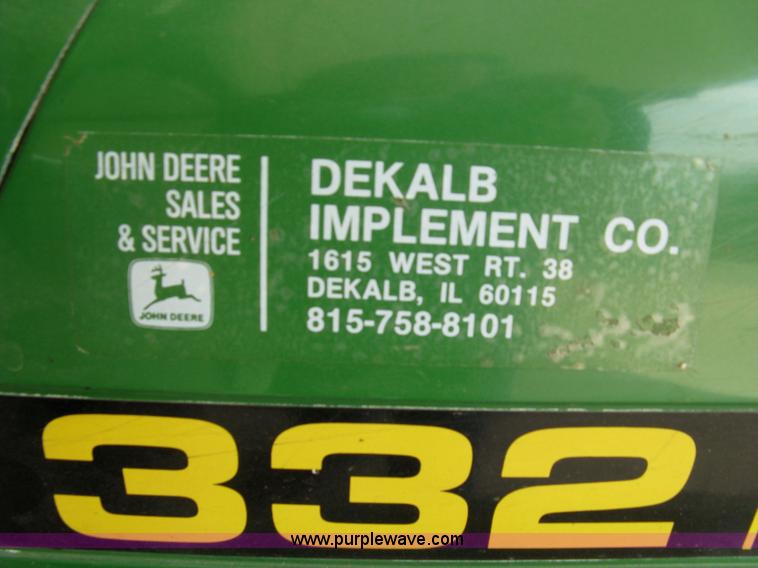 JOHN DEERE
SALES
& SERVICE
JOHN DEERE
DEKALB
IMPLEMENT CO.
1615 WEST RT. 38
DEKALB, IL 60115
815-758-8101
332
www.purplewave.com